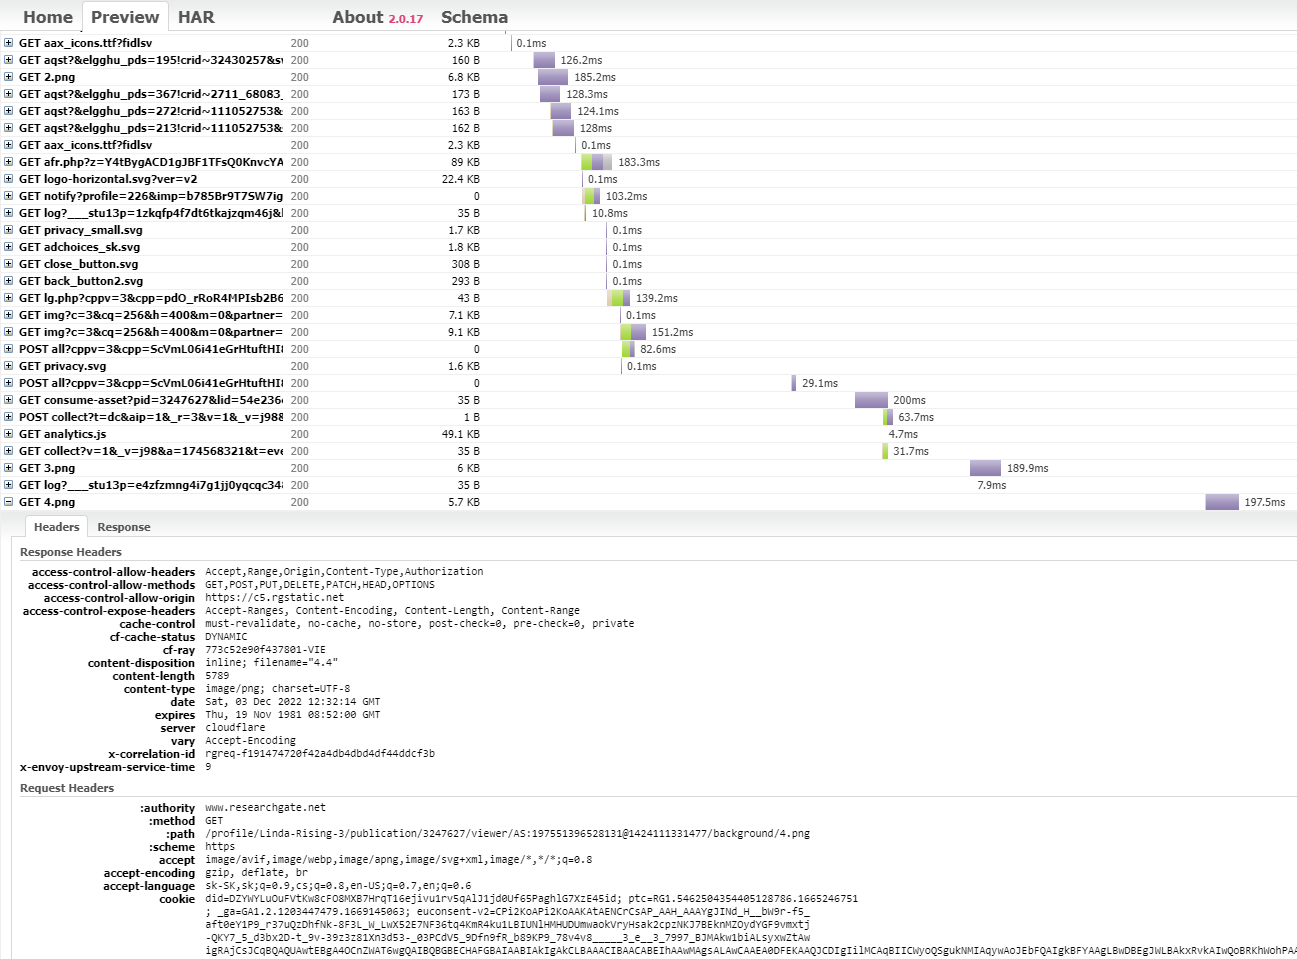 Home Preview HAR About 2.0.17 Schema
GET aax_icons.ttf?fidlsv 200 2.3 KB 0.1ms
GET aqst?&elgghu_pds=195!crid~32430257&s 200 160 B 126.2ms
GET 2.png 200 6.8 KB 185.2ms
GET aqst?&elgghu_pds=367!crid~2711_68083_ 200 173 B 128.3ms
GET aqst?&elgghu_pds=272!crid~111052753& 200 163 B 124.1ms
GET aqst?&elgghu_pds=213!crid~111052753& 200 162 B 128ms
GET aax_icons.ttf?fidlsv 200 2.3 KB 0.1ms
GET afr.php?z=Y4tBygACD1gJBF1TFsQ0KnvcYA 200 89 KB 183.3ms
GET logo-horizontal.svg?ver=v2 200 22.4 KB 0.1ms
GET notify?profile=226&imp=b785Br9T7SW7ig 200 0 103.2ms
GET log?___stu13p=1zkqfp4f7dt6tkajzqm46j& 200 35 B 10.8ms
GET privacy_small.svg 200 1.7 KB 0.1ms
GET adchoices_sk.svg 200 1.8 KB 0.1ms
GET close_button.svg 200 308 B 0.1ms
GET back_button2.svg 200 293 B 0.1ms
GET lg.php?cppv=3&cpp=pdO_rRoR4MPIsb2B6 200 43 B 139.2ms
GET img?c=3&cq=256&h=400&m=0&partner= 200 7.1 KB 0.1ms
GET img?c=3&cq=256&h=400&m=0&partner= 200 9.1 KB 151.2ms
POST all?cppv=3&cpp=ScVmL06i41eGrHtuftHI 200 0 82.6ms
GET privacy.svg 200 1.6 KB 0.1ms
POST all?cppv=3&cpp=ScVmL06i41eGrHtuftHI 200 0 29.1ms
GET consume-asset?pid=3247627&lid=54e236 200 35 B 200ms
POST collect?t=dc&aip=1&_r=3&v=1&_v=j98& 200 1 B 63.7ms
GET analytics.js 200 49.1 KB 4.7ms
GET collect?v=1&_v=j98&a=174568321&t=eve 200 35 B 31.7ms
GET 3.png 200 6 KB 189.9ms
GET log?___stu13p=e4zfzmng4i7g1jj0yqcqc34 200 35 B 7.9ms
GET 4.png 200 5.7 KB 197.5ms
Headers Response
Response Headers
access-control-allow-headers Accept,Range,Origin,Content-Type,Authorization
access-control-allow-methods GET,POST,PUT,DELETE,PATCH,HEAD,OPTIONS
access-control-allow-origin https://c5.rgstatic.net
access-control-expose-headers Accept-Ranges, Content-Encoding, Content-Length, Content-Range
cache-control must-revalidate, no-cache, no-store, post-check=0, pre-check=0, private
cf-cache-status DYNAMIC
cf-ray 773c52e90f437801-VIE
content-disposition inline; filename="4.4"
content-length 5789
content-type image/png; charset=UTF-8
date Sat, 03 Dec 2022 12:32:14 GMT
expires Thu, 19 Nov 1981 08:52:00 GMT
server cloudflare
vary Accept-Encoding
x-correlation-id rgreq-f191474720f42a4db4dbd4df44ddcf3b
x-envoy-upstream-service-time 9
Request Headers
:authority www.researchgate.net
:method GET
:path /profile/Linda-Rising-3/publication/3247627/viewer/AS:197551396528131@1424111331477/background/4.png
:scheme https
accept image/avif,image/webp,image/apng,image/svg+xml,image/*,*/*;q=0.8
accept-encoding gzip, deflate, br
accept-language sk-SK,sk;q=0.9,cs;q=0.8,en-US;q=0.7,en;q=0.6
cookie did=DZYWYLuOuFVtKw8cFO8MXB7HrqT16ejivu1rv5qAlJ1jd0Uf65PaghlG7XzE45id; ptc=RG1.5462504354405128786.1665246751
; _ga=GA1.2.1203447479.1669145063; euconsent-v2=CPi2KoAPi2KoAAKAtAENCrCsAP_AAH_AAAYgJINd_H__bW9r-f5_
aft0eY1P9_r37uQzDhfNk-8F3L_W_LwX52E7NF36tq4KmR4ku1LBIUNlHMHUDUmwaokVryHsak2cpzNKJ7BEknMZOydYGF9vmxtj
-QKY7_5_d3bx2D-t_9v-39z3z81Xn3d53-_03PCdV5_9Dfn9fR_b89KP9_78v4v8_____3_e__3_7997_BJMAkw1biALsyxwZtAw
igRAjCsJCqBQAQUAwtEBgA4OCnZWAT6wgQAIBQBGBECHAFGBAIAABIAkIgAkCLBAAACIBAACABEIhAAwMAgsALAwCAAEA0DFEKAAQJCDIgIilMCAqBIICWyoQSgukNMIAqywAoJEbFQAIgkBFYAAgLBwDBEgJWLBAkxRvkAIwQoBRKhWohPAA